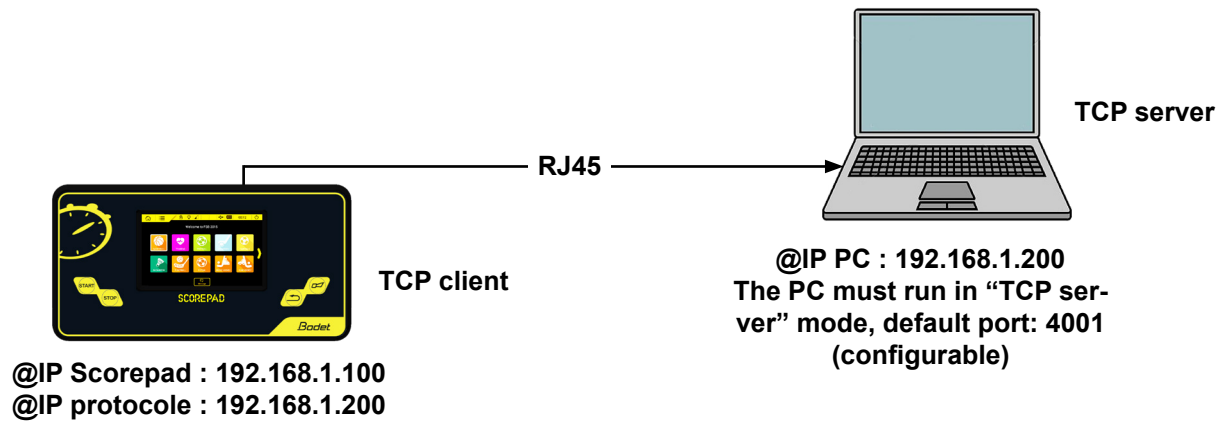 TCP server
RJ45
START
STOP
SCOREPAD
Bodet
TCP client
@IP PC : 192.168.1.200
The PC must run in “TCP ser-
ver” mode, default port: 4001
(configurable)
@IP Scorepad : 192.168.1.100
@IP protocole : 192.168.1.200